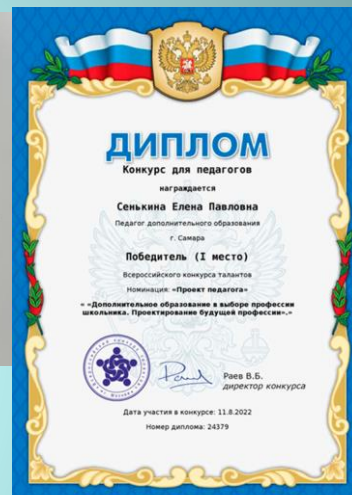 ДИПЛОМ
Конкурс для педагогов
награждается
Сенькина Елена Павловна
Педагог дополнительного образования
г. Самара
Победитель (I место)
Всероссийского конкурса талантов
Номинация: «Проект педагога»
« «Дополнительное образование в выборе профессии
школьника. Проектирование будущей профессии».»
Раев В.Б.
директор конкурса
Дата участия в конкурсе: 11.8.2022
Номер диплома: 24379